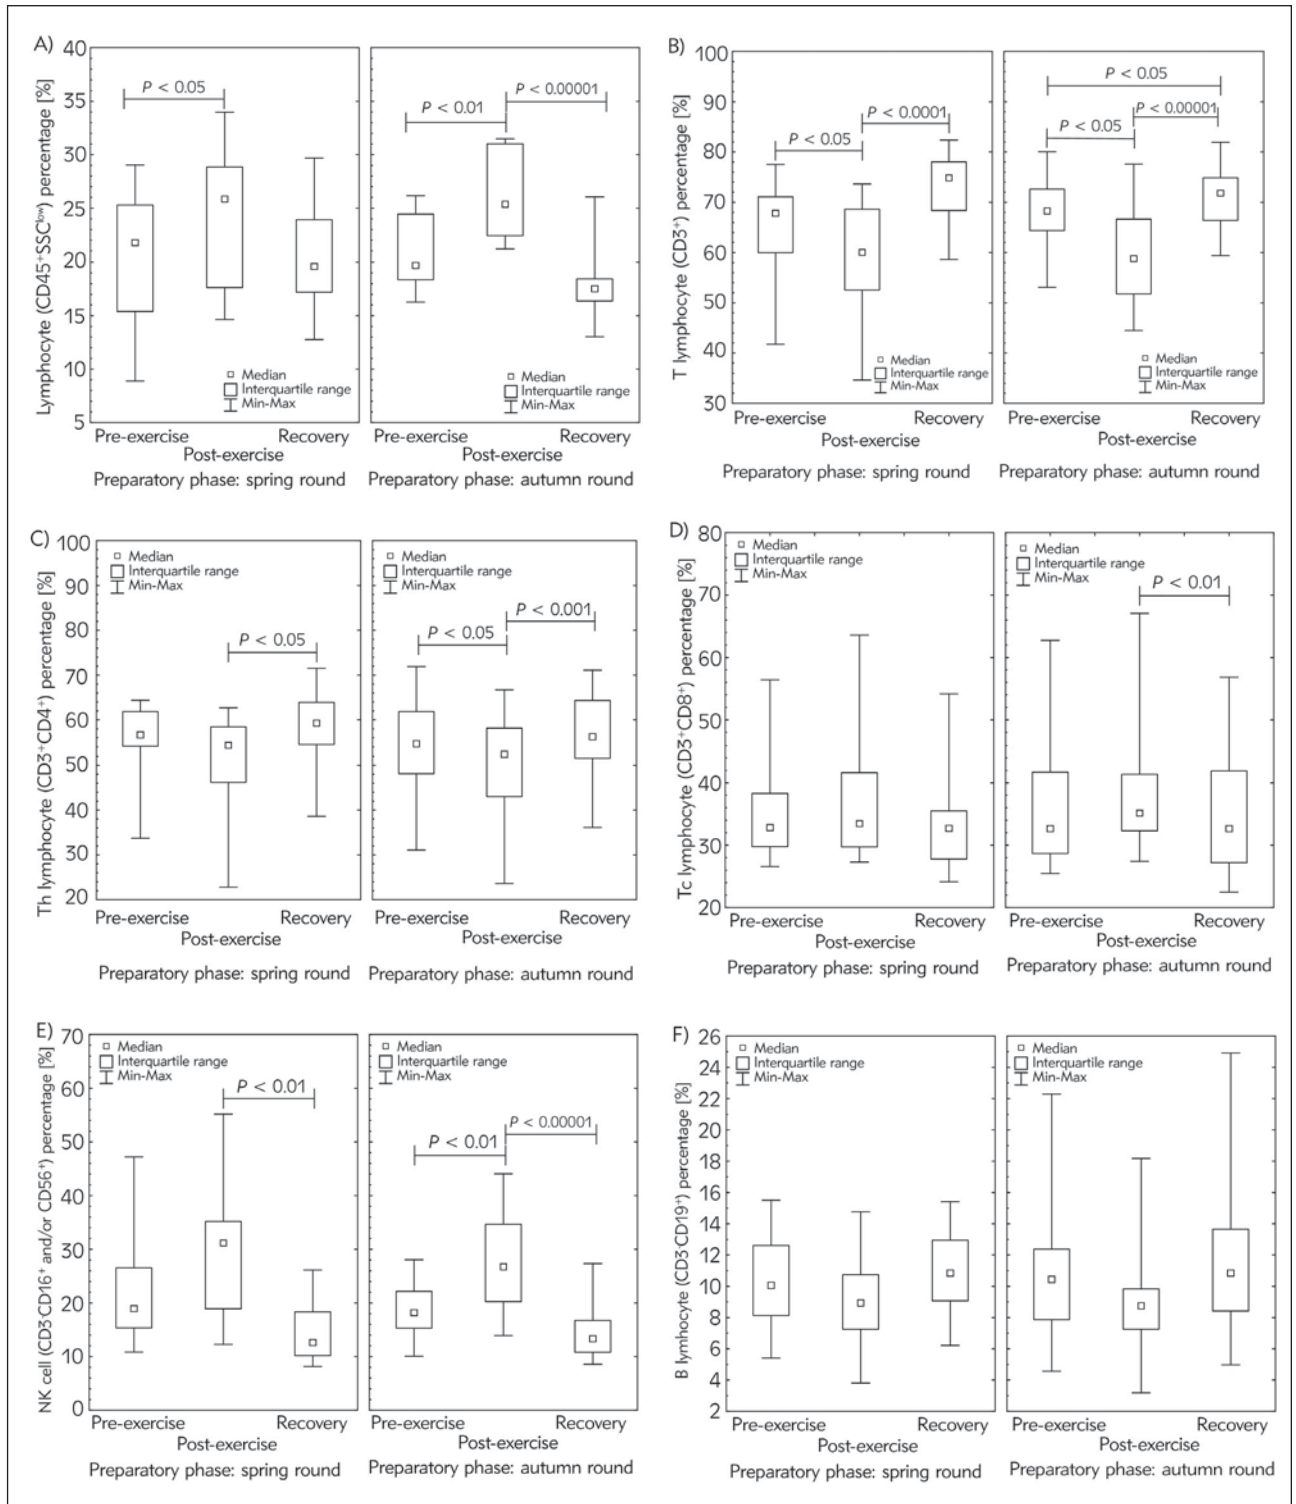 A)
Lymphocyte (CD45+SSClow) percentage [%]
40
35
30
25
20
15
10
5
P < 0.05
P < 0.01
P < 0.00001
Median
Interquartile range
Min-Max
Median
Interquartile range
Min-Max
Pre-exercise Recovery Pre-exercise Recovery
Post-exercise Post-exercise
Preparatory phase: spring round Preparatory phase: autumn round
B)
T lymphocyte (CD3+) percentage [%]
100
90
80
70
60
50
40
30
P < 0.05
P < 0.0001
P < 0.05
P < 0.05
P < 0.00001
Median
Interquartile range
Min-Max
Median
Interquartile range
Min-Max
Pre-exercise Recovery Pre-exercise Recovery
Post-exercise Post-exercise
Preparatory phase: spring round Preparatory phase: autumn round
C)
Th lymphocyte (CD3+CD4+) percentage [%]
100
90
80
70
60
50
40
30
20
Median
Interquartile range
Min-Max
P < 0.05
Median
Interquartile range
Min-Max
P < 0.05
P < 0.001
Pre-exercise Recovery Pre-exercise Recovery
Post-exercise Post-exercise
Preparatory phase: spring round Preparatory phase: autumn round
D)
Tc lymphocyte (CD3+CD8+) percentage [%]
80
70
60
50
40
30
20
Median
Interquartile range
Min-Max
Median
Interquartile range
Min-Max
P < 0.01
Pre-exercise Recovery Pre-exercise Recovery
Post-exercise Post-exercise
Preparatory phase: spring round Preparatory phase: autumn round
E)
NK cell (CD3-CD16+ and/or CD56+) percentage [%]
70
60
50
40
30
20
10
0
Median
Interquartile range
Min-Max
P < 0.01
Median
Interquartile range
Min-Max
P < 0.01
P < 0.00001
Pre-exercise Recovery Pre-exercise Recovery
Post-exercise Post-exercise
Preparatory phase: spring round Preparatory phase: autumn round
F)
B lymhocyte (CD3-CD19+) percentage [%]
26
24
22
20
18
16
14
12
10
8
6
4
2
Median
Interquartile range
Min-Max
Median
Interquartile range
Min-Max
Pre-exercise Recovery Pre-exercise Recovery
Post-exercise Post-exercise
Preparatory phase: spring round Preparatory phase: autumn round